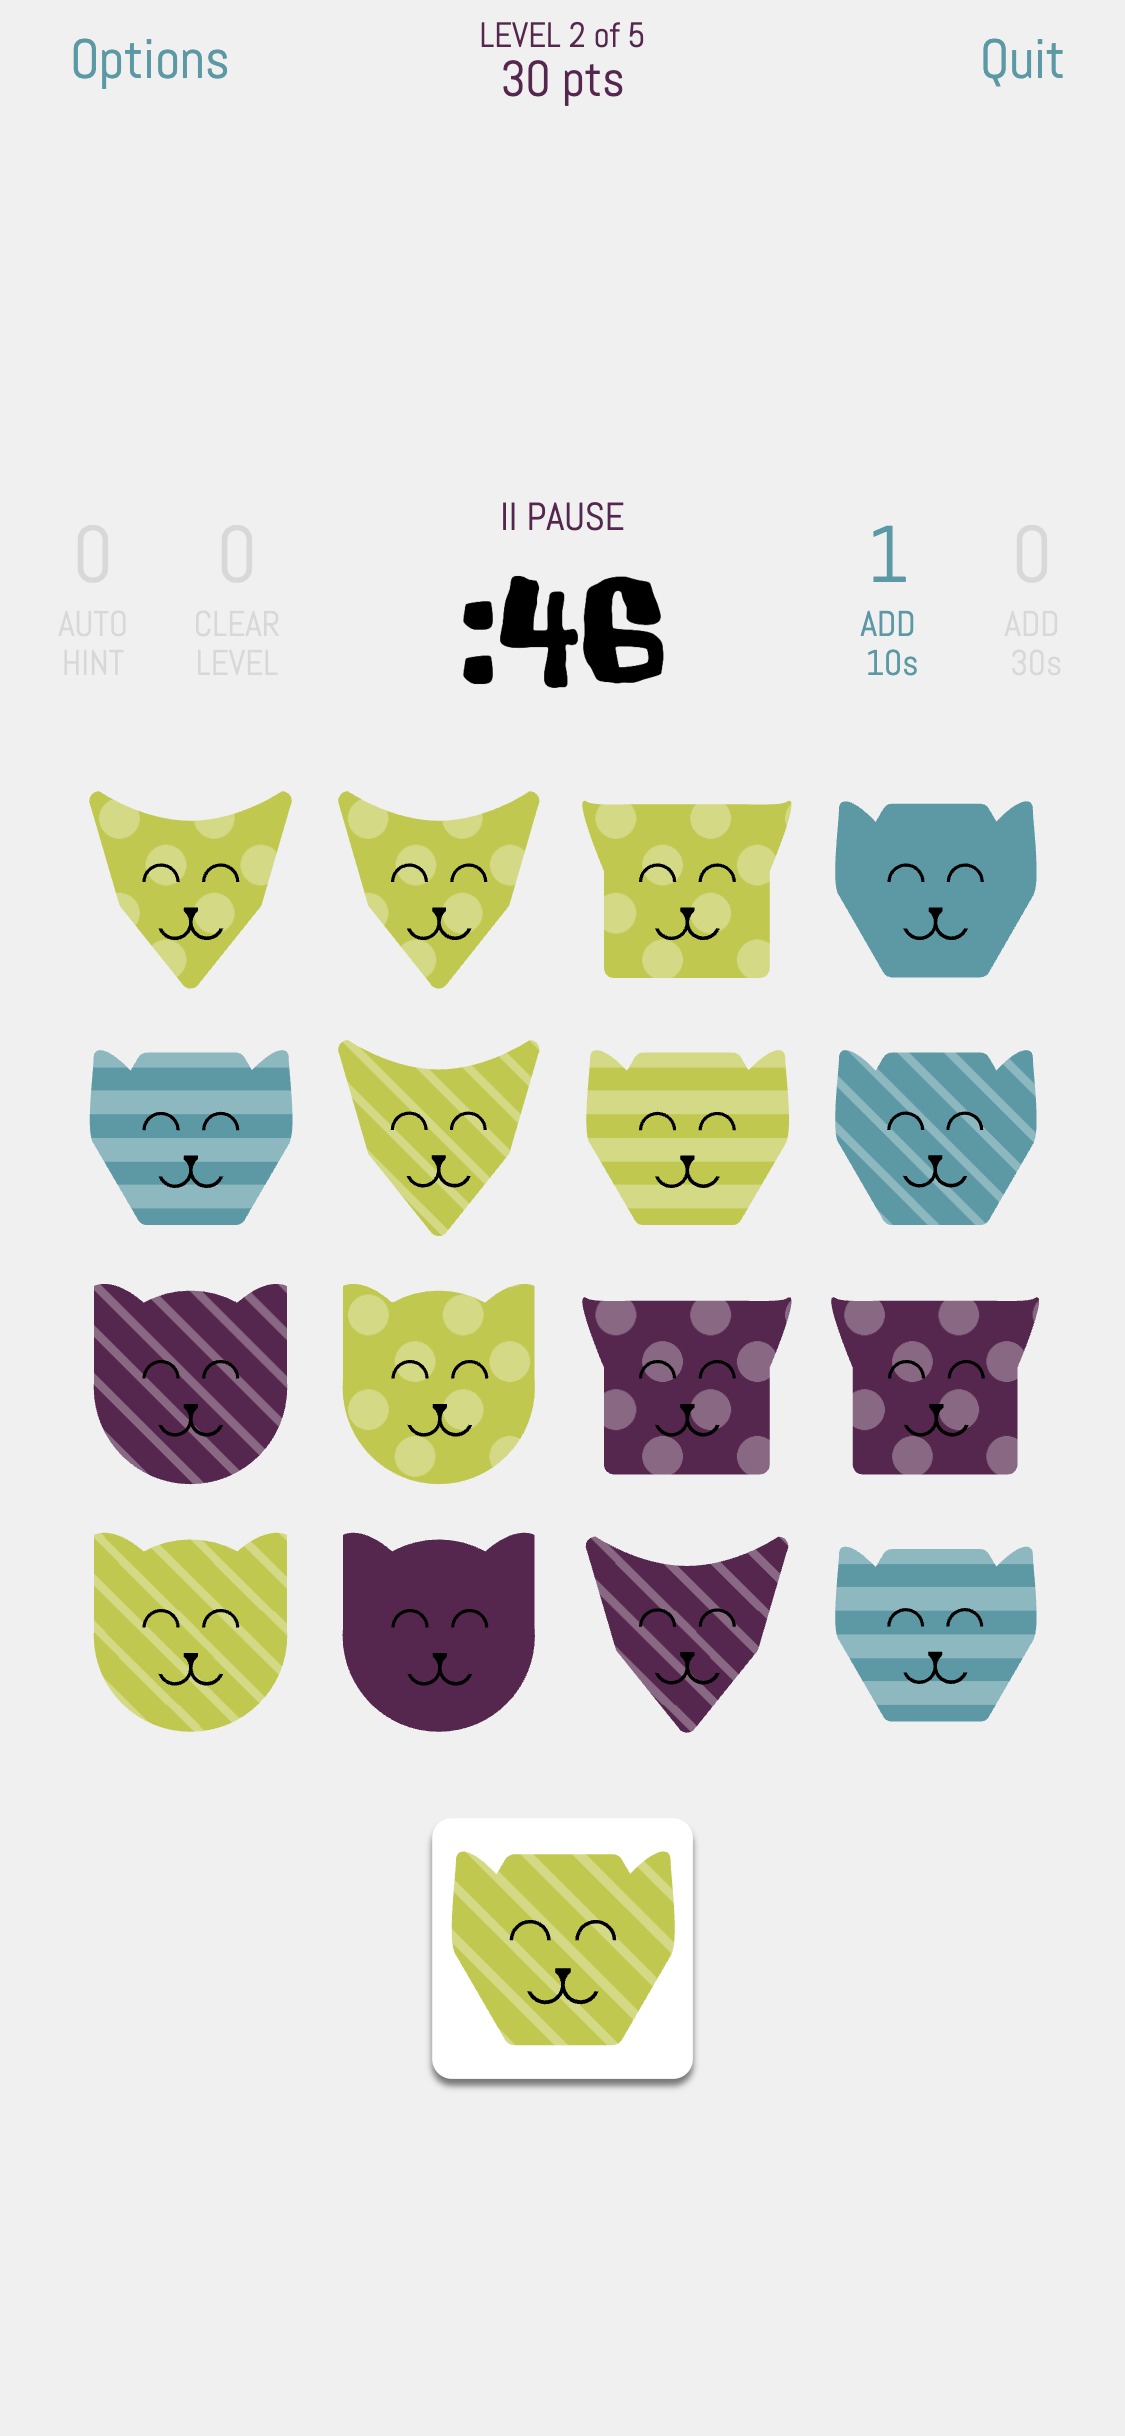 Options
LEVEL 2 of 5
30 pts
Quit
II PAUSE
0
AUTO
HINT
0
CLEAR
LEVEL
:46
1
ADD
10s
0
ADD
30s